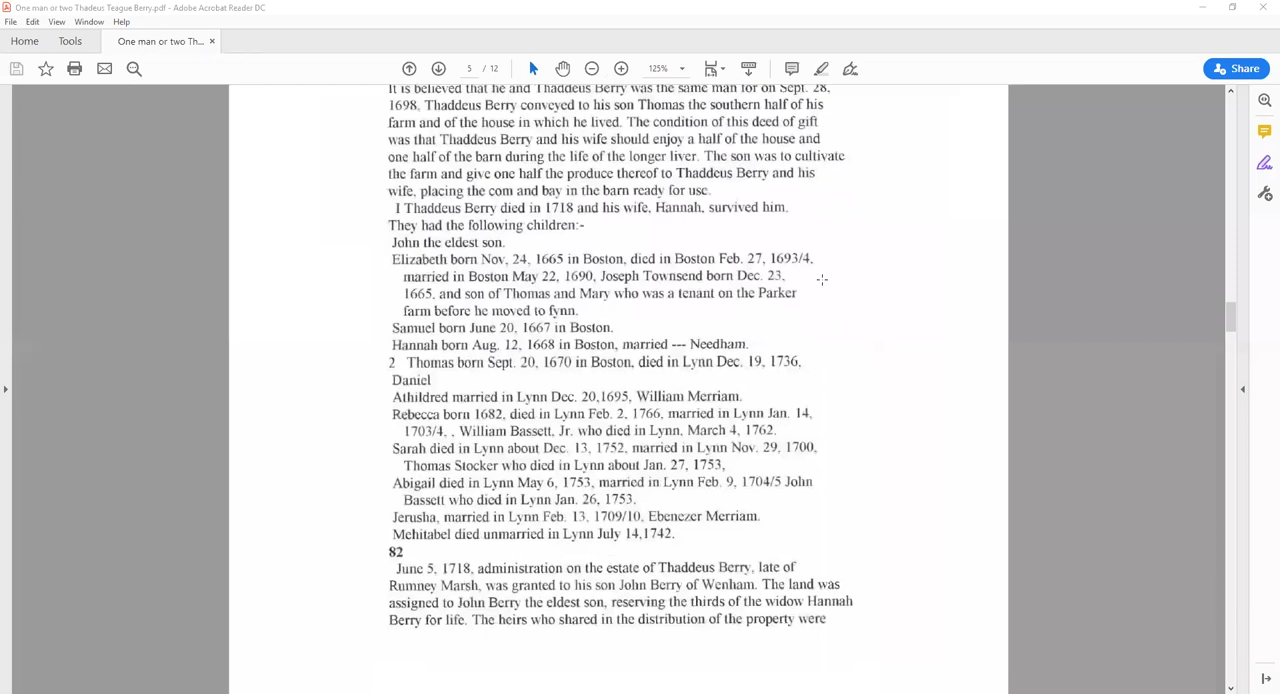 One man or two Thadeus Teague Berry.pdf - Adobe Acrobat Reader DC
File Edit View Window Help
Home Tools One man or two Th... ×
5 / 12 125% Share
It is believed that he and Thaddeus Berry was the same man for on Sept. 28,
1698, Thaddeus Berry conveyed to his son Thomas the southern half of his
farm and of the house in which he lived. The condition of this deed of gift
was that Thaddeus Berry and his wife should enjoy a half of the house and
one half of the barn during the life of the longer liver. The son was to cultivate
the farm and give one half the produce thereof to Thaddeus Berry and his
wife, placing the com and bay in the barn ready for use.
I Thaddeus Berry died in 1718 and his wife, Hannah, survived him.
They had the following children:-
John the eldest son.
Elizabeth born Nov, 24, 1665 in Boston, died in Boston Feb. 27, 1693/4,
married in Boston May 22, 1690, Joseph Townsend born Dec. 23,
1665, and son of Thomas and Mary who was a tenant on the Parker
farm before he moved to fynn.
Samuel born June 20, 1667 in Boston.
Hannah born Aug. 12, 1668 in Boston, married --- Needham.
2 Thomas born Sept. 20, 1670 in Boston, died in Lynn Dec. 19, 1736,
Daniel
Athildred married in Lynn Dec. 20,1695, William Merriam.
Rebecca born 1682, died in Lynn Feb. 2, 1766, married in Lynn Jan. 14,
1703/4, , William Bassett, Jr. who died in Lynn, March 4, 1762.
Sarah died in Lynn about Dec. 13, 1752, married in Lynn Nov. 29, 1700,
Thomas Stocker who died in Lynn about Jan. 27, 1753,
Abigail died in Lynn May 6, 1753, married in Lynn Feb. 9, 1704/5 John
Bassett who died in Lynn Jan. 26, 1753.
Jerusha, married in Lynn Feb. 13, 1709/10, Ebenezer Merriam.
Mehitabel died unmarried in Lynn July 14,1742.
82
June 5, 1718, administration on the estate of Thaddeus Berry, late of
Rumney Marsh, was granted to his son John Berry of Wenham. The land was
assigned to John Berry the eldest son, reserving the thirds of the widow Hannah
Berry for life. The heirs who shared in the distribution of the property were